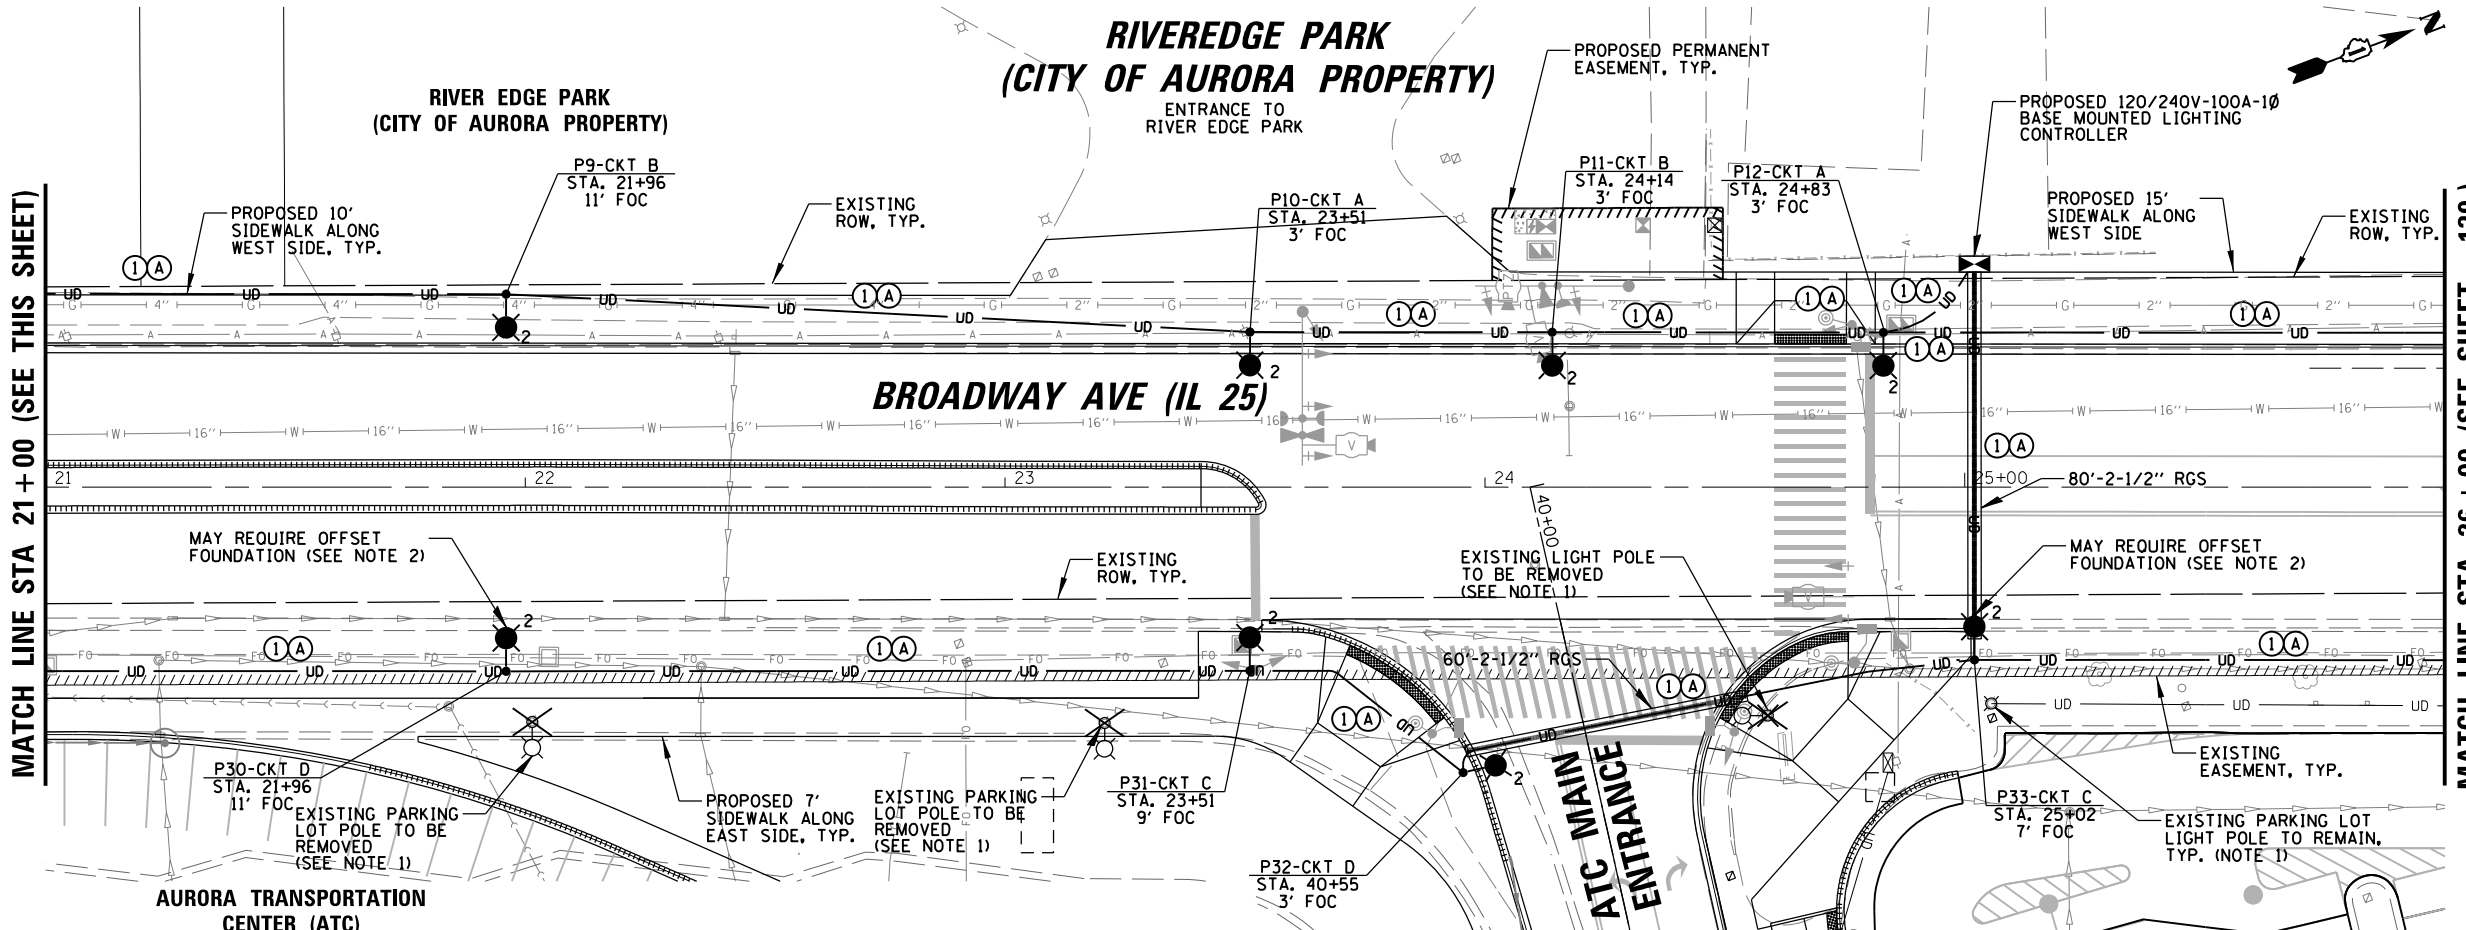 RIVEREDGE PARK
(CITY OF AURORA PROPERTY)
ENTRANCE TO
RIVER EDGE PARK
RIVER EDGE PARK
(CITY OF AURORA PROPERTY)
PROPOSED PERMANENT
EASEMENT, TYP.
PROPOSED 120/240V-100A-1Ø
BASE MOUNTED LIGHTING
CONTROLLER
N
P9-CKT B
STA. 21+96
11' FOC
P10-CKT A
STA. 23+51
3' FOC
P11-CKT B
STA. 24+14
3' FOC
P12-CKT A
STA. 24+83
3' FOC
PROPOSED 10'
SIDEWALK ALONG
WEST SIDE, TYP.
EXISTING
ROW, TYP.
PROPOSED 15'
SIDEWALK ALONG
WEST SIDE
EXISTING
ROW, TYP.
MATCH LINE STA 21+00 (SEE THIS SHEET)
BROADWAY AVE (IL 25)
21
22
23
24
25+00
40+00
80'-2-1/2" RGS
MAY REQUIRE OFFSET
FOUNDATION (SEE NOTE 2)
EXISTING
ROW, TYP.
EXISTING LIGHT POLE
TO BE REMOVED
(SEE NOTE 1)
MAY REQUIRE OFFSET
FOUNDATION (SEE NOTE 2)
60'-2-1/2" RGS
P30-CKT D
STA. 21+96
11' FOC
EXISTING PARKING
LOT POLE TO BE
REMOVED
(SEE NOTE 1)
PROPOSED 7'
SIDEWALK ALONG
EAST SIDE, TYP.
EXISTING PARKING
LOT POLE TO BE
REMOVED
(SEE NOTE 1)
P31-CKT C
STA. 23+51
9' FOC
P32-CKT D
STA. 40+55
3' FOC
ATC MAIN
ENTRANCE
P33-CKT C
STA. 25+02
7' FOC
EXISTING
EASEMENT, TYP.
EXISTING PARKING LOT
LIGHT POLE TO REMAIN,
TYP. (NOTE 1)
AURORA TRANSPORTATION
CENTER (ATC)